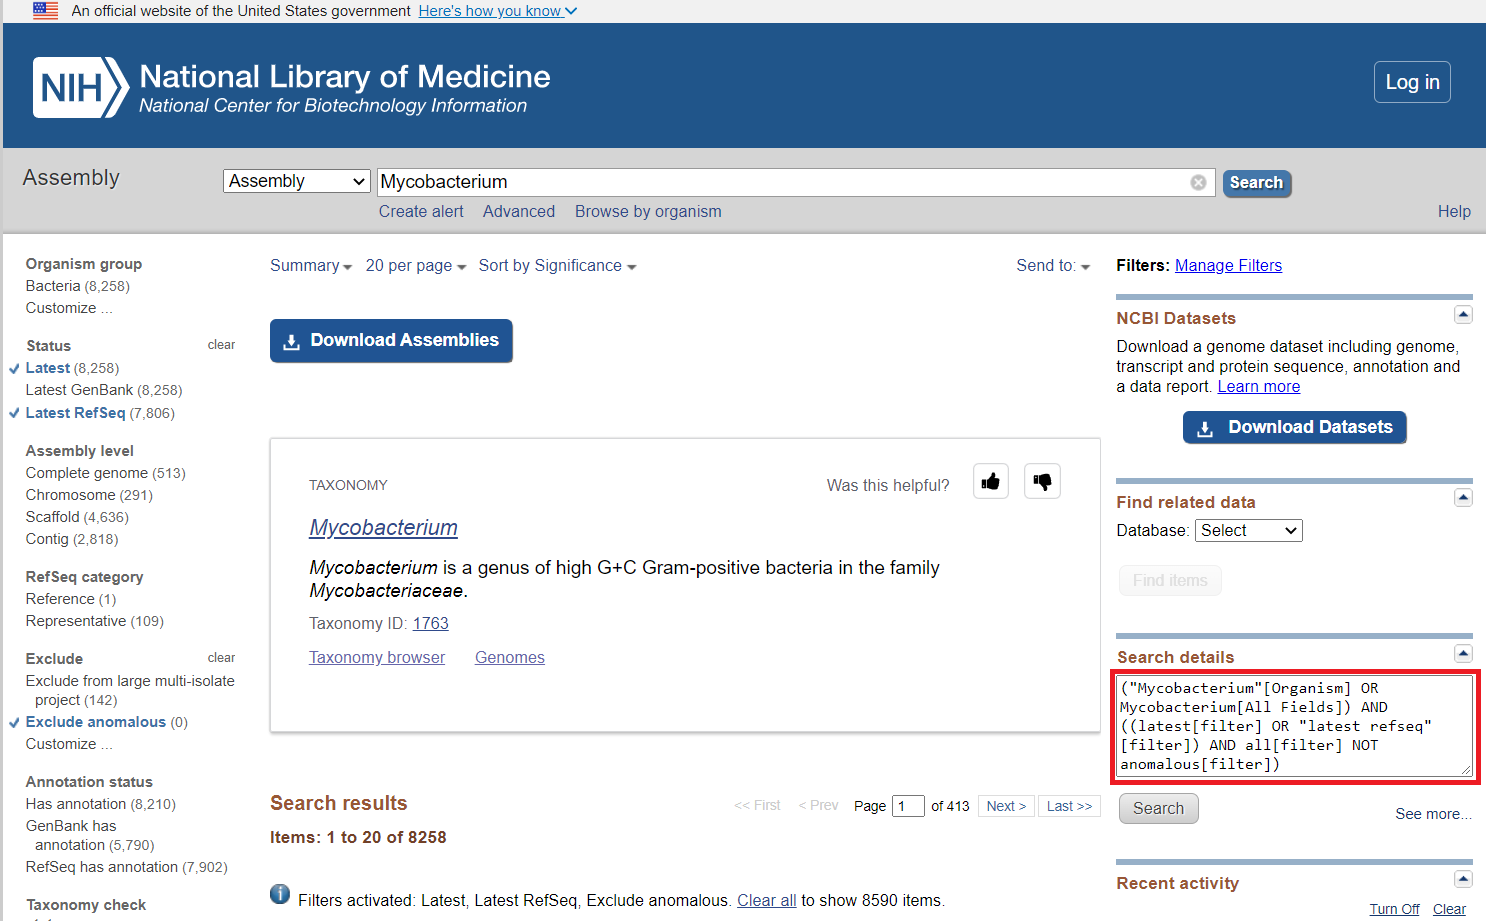 An official website of the United States government Here's how you know
NIH National Library of Medicine
National Center for Biotechnology Information
Log in
Assembly
Assembly
Mycobacterium
Search
Create alert Advanced Browse by organism
Help
Organism group
Bacteria (8,258)
Customize ...
Status clear
Latest (8,258)
Latest GenBank (8,258)
Latest RefSeq (7,806)
Assembly level
Complete genome (513)
Chromosome (291)
Scaffold (4,636)
Contig (2,818)
RefSeq category
Reference (1)
Representative (109)
Exclude clear
Exclude from large multi-isolate
project (142)
Exclude anomalous (0)
Customize ...
Annotation status
Has annotation (8,210)
GenBank has
annotation (5,790)
RefSeq has annotation (7,902)
Taxonomy check
Summary 20 per page Sort by Significance
Send to:
Download Assemblies
TAXONOMY
Was this helpful?
Mycobacterium
Mycobacterium is a genus of high G+C Gram-positive bacteria in the family
Mycobacteriaceae.
Taxonomy ID: 1763
Taxonomy browser Genomes
Search results
<< First < Prev Page 1 of 413 Next > Last >>
Items: 1 to 20 of 8258
Filters activated: Latest, Latest RefSeq, Exclude anomalous. Clear all to show 8590 items.
Filters: Manage Filters
NCBI Datasets
Download a genome dataset including genome,
transcript and protein sequence, annotation and
a data report. Learn more
Download Datasets
Find related data
Database: Select
Find items
Search details
("Mycobacterium"[Organism] OR
Mycobacterium[All Fields]) AND
((latest[filter] OR "latest refseq"
[filter]) AND all[filter] NOT
anomalous[filter])
Search
See more...
Recent activity
Turn Off Clear